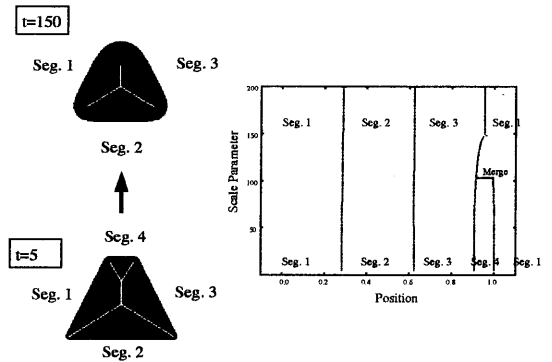 t=150
Seg. 1
Seg. 3
Seg. 2
t=5
Seg. 4
Seg. 1
Seg. 3
Seg. 2
Scale Parameter
200
150
100
50
Seg. 1 Seg. 2 Seg. 3 Seg. 1
Merge
Seg. 1 Seg. 2 Seg. 3 Seg. 4 Seg. 1
0.0 0.2 0.4 0.6 0.8 1.0
Position